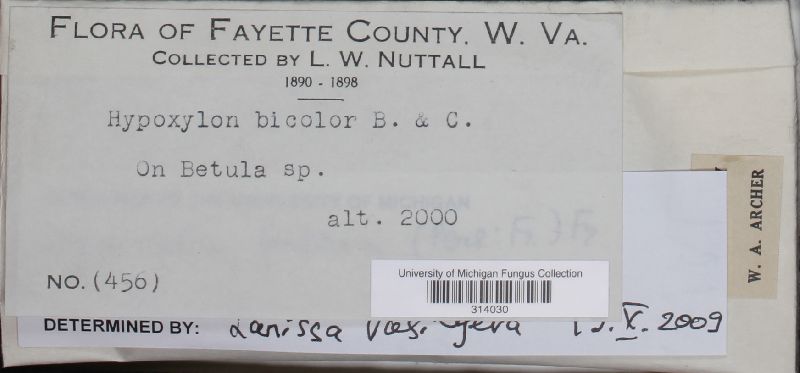 FLORA OF FAYETTE COUNTY, W. VA.
COLLECTED BY L. W. NUTTALL
1890 - 1898
Hypoxylon bicolor B. & C.
On Betula sp.
alt. 2000
NO. (456)
University of Michigan Fungus Collection
314030
DETERMINED BY: Larissa X. 2009
W. A. ARCHER